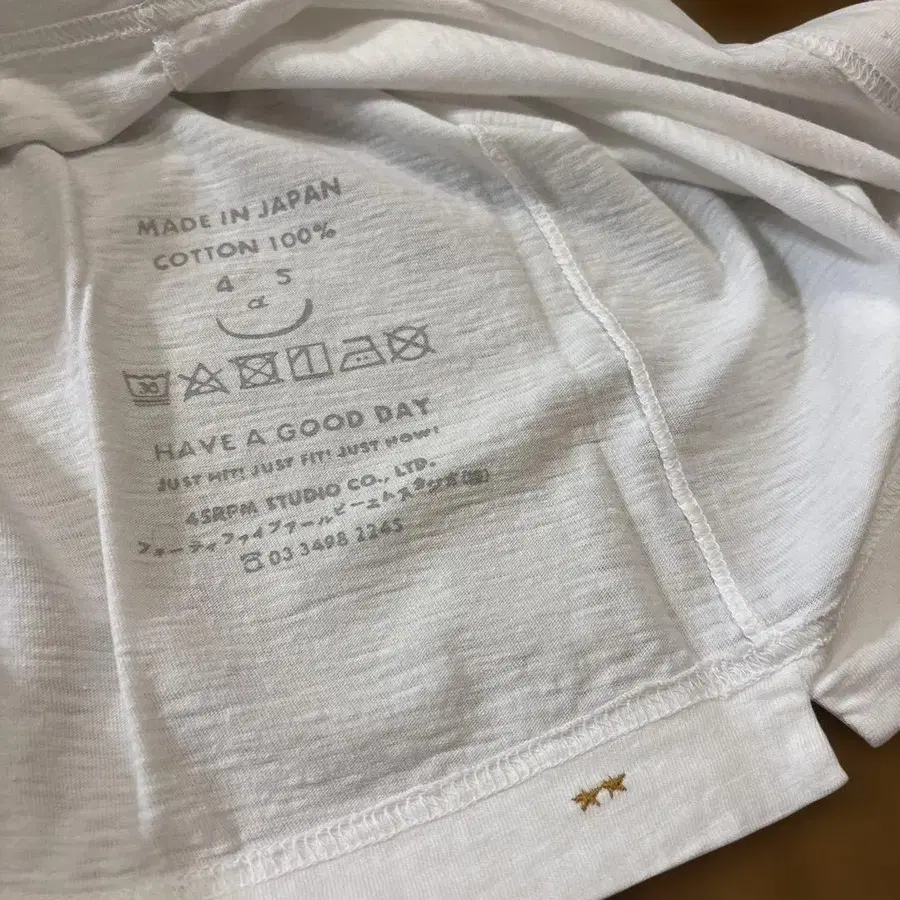 MADE IN JAPAN
COTTON 100%
4 S
α
30
HAVE A GOOD DAY
JUST HIT! JUST FIT! JUST NOW!
45RPM STUDIO CO., LTD.
フォーティファイブアールピーエムスタジオ(株)
☎03 3498 2245